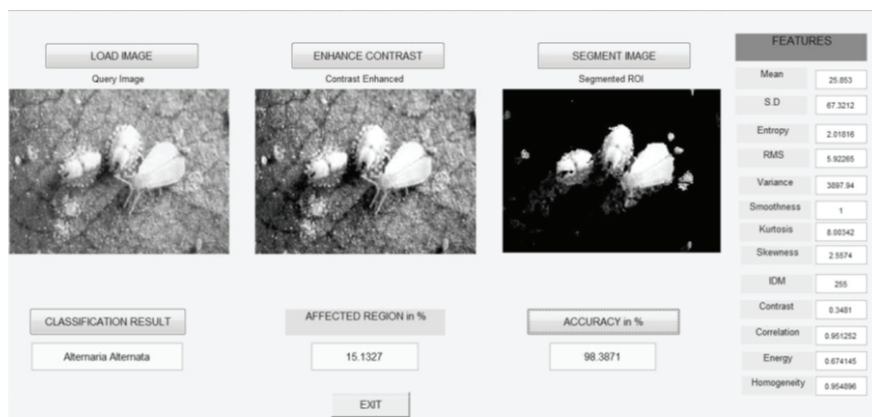 LOAD IMAGE
ENHANCE CONTRAST
SEGMENT IMAGE
Query Image
Contrast Enhanced
Segmented ROI
CLASSIFICATION RESULT
AFFECTED REGION in %
ACCURACY in %
Alternaria Alternata
15.1327
98.3871
EXIT
FEATURES
Mean 25.853
S.D 67.3212
Entropy 2.01816
RMS 5.92265
Variance 3897.94
Smoothness 1
Kurtosis 8.00342
Skewness 2.5574
IDM 255
Contrast 0.3481
Correlation 0.951252
Energy 0.674145
Homogeneity 0.954896